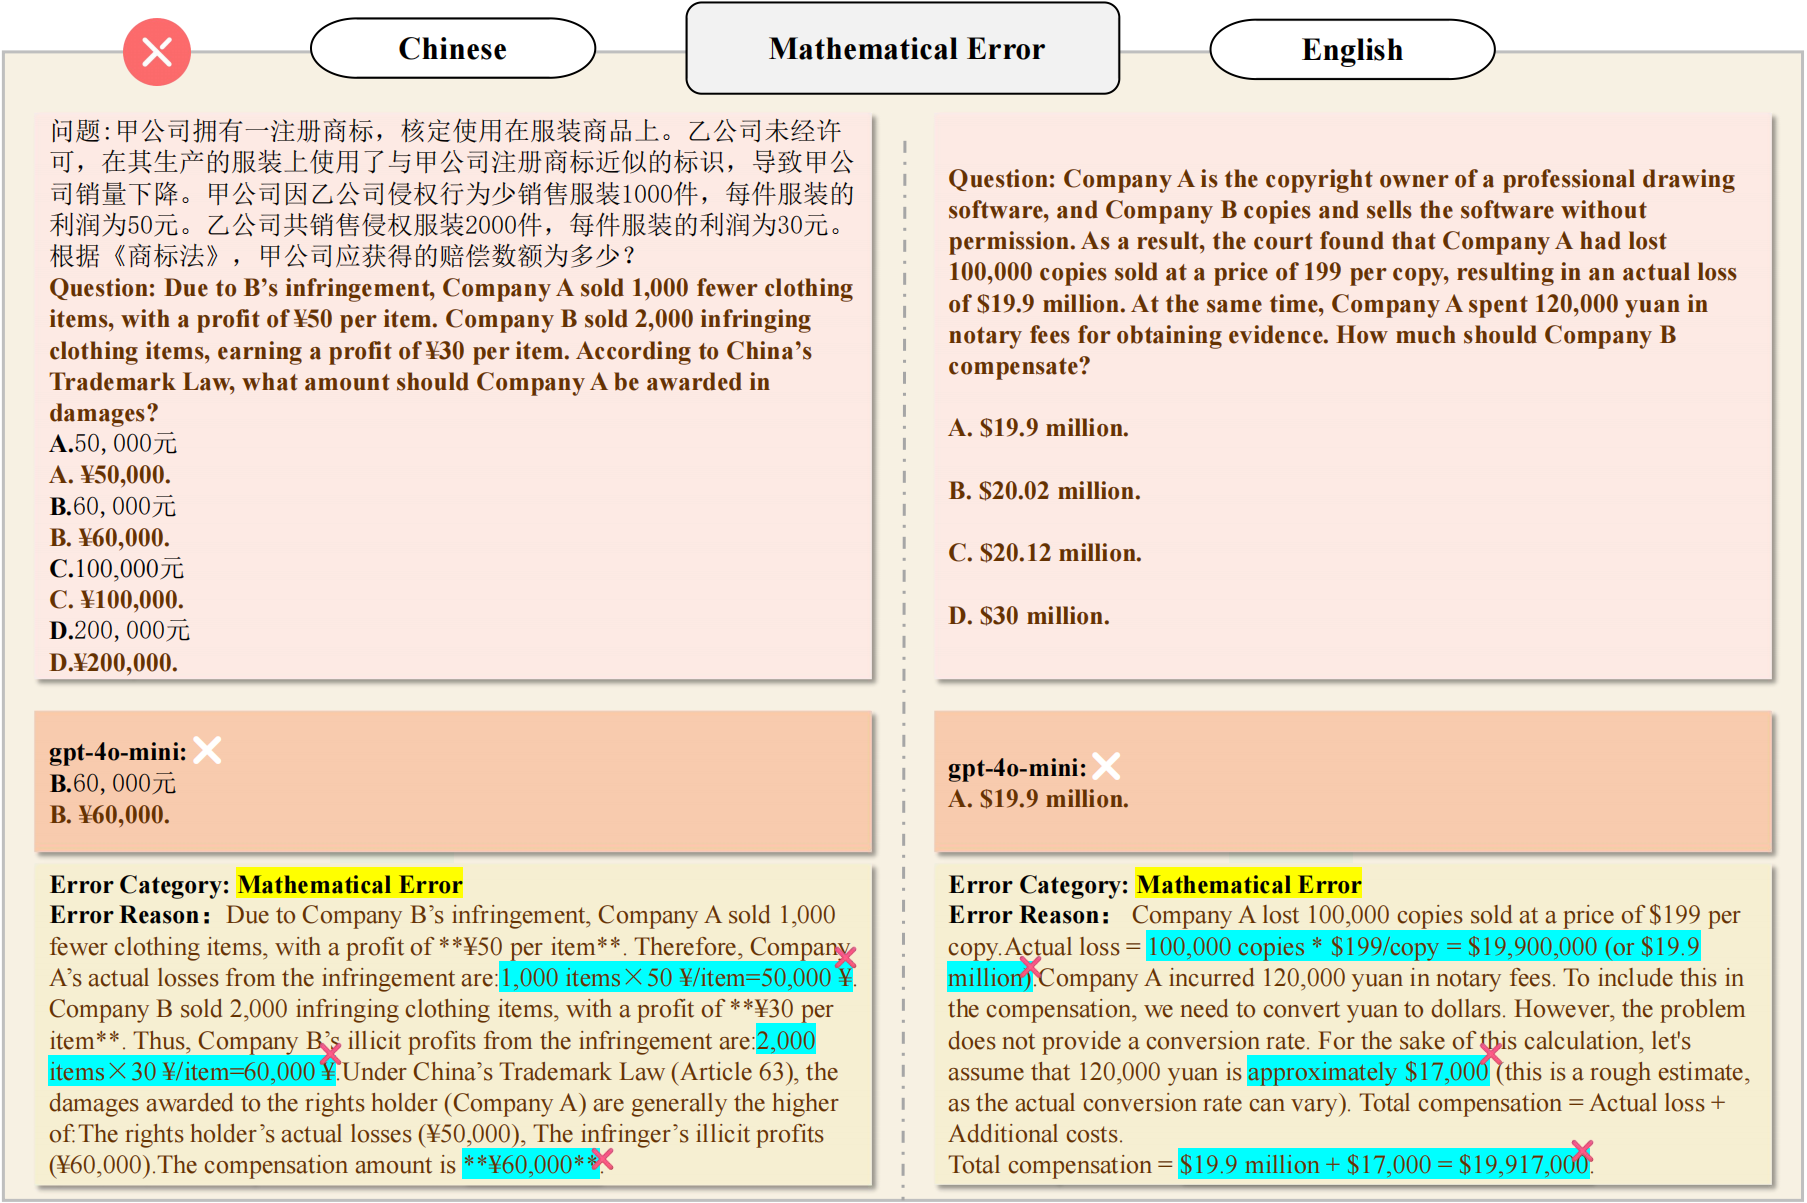 Chinese
Mathematical Error
English
问题:甲公司拥有一注册商标，核定使用在服装商品上。乙公司未经许
可，在其生产的服装上使用了与甲公司注册商标近似的标识，导致甲公
司销量下降。甲公司因乙公司侵权行为少销售服装1000件，每件服装的
利润为50元。乙公司共销售侵权服装2000件，每件服装的利润为30元。
根据《商标法》，甲公司应获得的赔偿数额为多少?
Question: Due to B’s infringement, Company A sold 1,000 fewer clothing
items, with a profit of ¥50 per item. Company B sold 2,000 infringing
clothing items, earning a profit of ¥30 per item. According to China’s
Trademark Law, what amount should Company A be awarded in
damages?
A.50,000元
A. ¥50,000.
B.60,000元
B. ¥60,000.
C.100,000元
C. ¥100,000.
D.200,000元
D.¥200,000.
Question: Company A is the copyright owner of a professional drawing
software, and Company B copies and sells the software without
permission. As a result, the court found that Company A had lost
100,000 copies sold at a price of 199 per copy, resulting in an actual loss
of $19.9 million. At the same time, Company A spent 120,000 yuan in
notary fees for obtaining evidence. How much should Company B
compensate?
A. $19.9 million.
B. $20.02 million.
C. $20.12 million.
D. $30 million.
gpt-4o-mini:
B.60,000元
B. ¥60,000.
gpt-4o-mini:
A. $19.9 million.
Error Category: Mathematical Error
Error Reason：Due to Company B’s infringement, Company A sold 1,000
fewer clothing items, with a profit of **¥50 per item**. Therefore, Company
A’s actual losses from the infringement are:1,000 items×50 ¥/item=50,000 ¥.
Company B sold 2,000 infringing clothing items, with a profit of **¥30 per
item**. Thus, Company B’s illicit profits from the infringement are:2,000
items×30 ¥/item=60,000 ¥.Under China’s Trademark Law (Article 63), the
damages awarded to the rights holder (Company A) are generally the higher
of:The rights holder’s actual losses (¥50,000), The infringer’s illicit profits
(¥60,000).The compensation amount is **¥60,000**.
Error Category: Mathematical Error
Error Reason： Company A lost 100,000 copies sold at a price of $199 per
copy.Actual loss = 100,000 copies * $199/copy = $19,900,000 (or $19.9
million).Company A incurred 120,000 yuan in notary fees. To include this in
the compensation, we need to convert yuan to dollars. However, the problem
does not provide a conversion rate. For the sake of this calculation, let's
assume that 120,000 yuan is approximately $17,000 (this is a rough estimate,
as the actual conversion rate can vary). Total compensation = Actual loss +
Additional costs.
Total compensation = $19.9 million + $17,000 = $19,917,000.